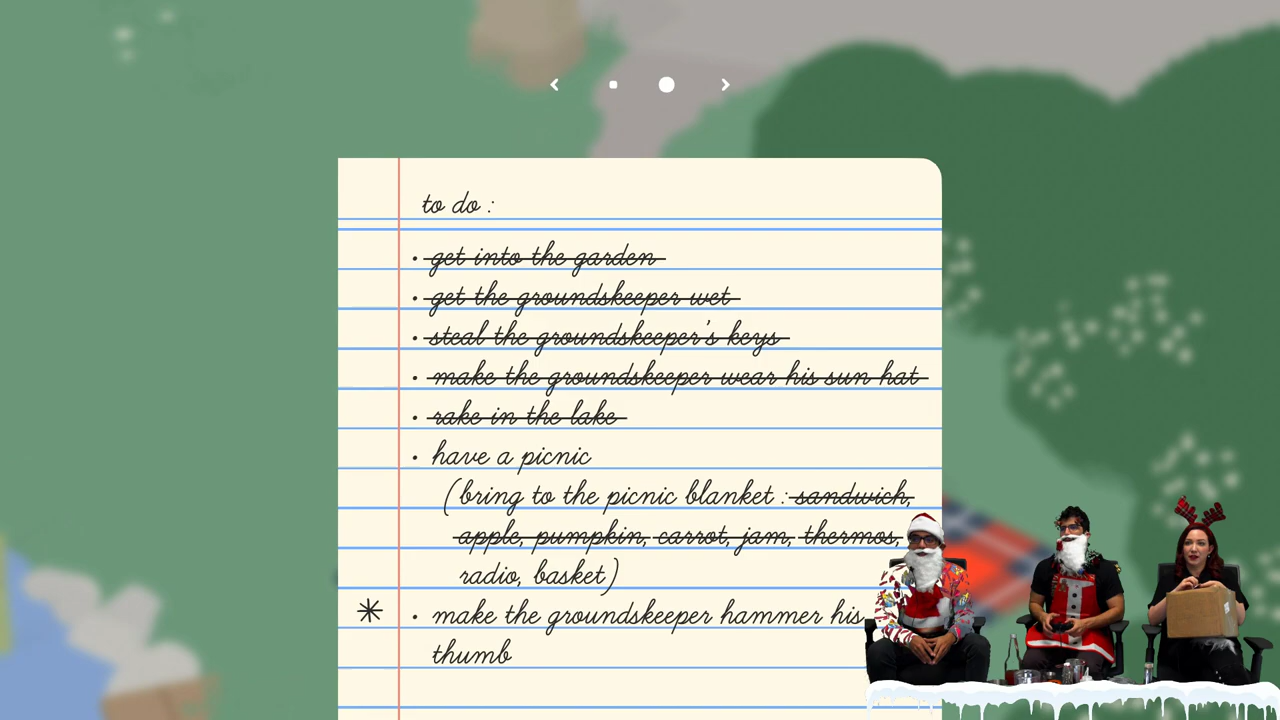 to do :
• get into the garden
• get the groundskeeper wet
• steal the groundskeeper's keys
• make the groundskeeper wear his sun hat
• rake in the lake
• have a picnic
(bring to the picnic blanket : sandwich,
apple, pumpkin, carrot, jam, thermos,
radio, basket)
• make the groundskeeper hammer his
thumb